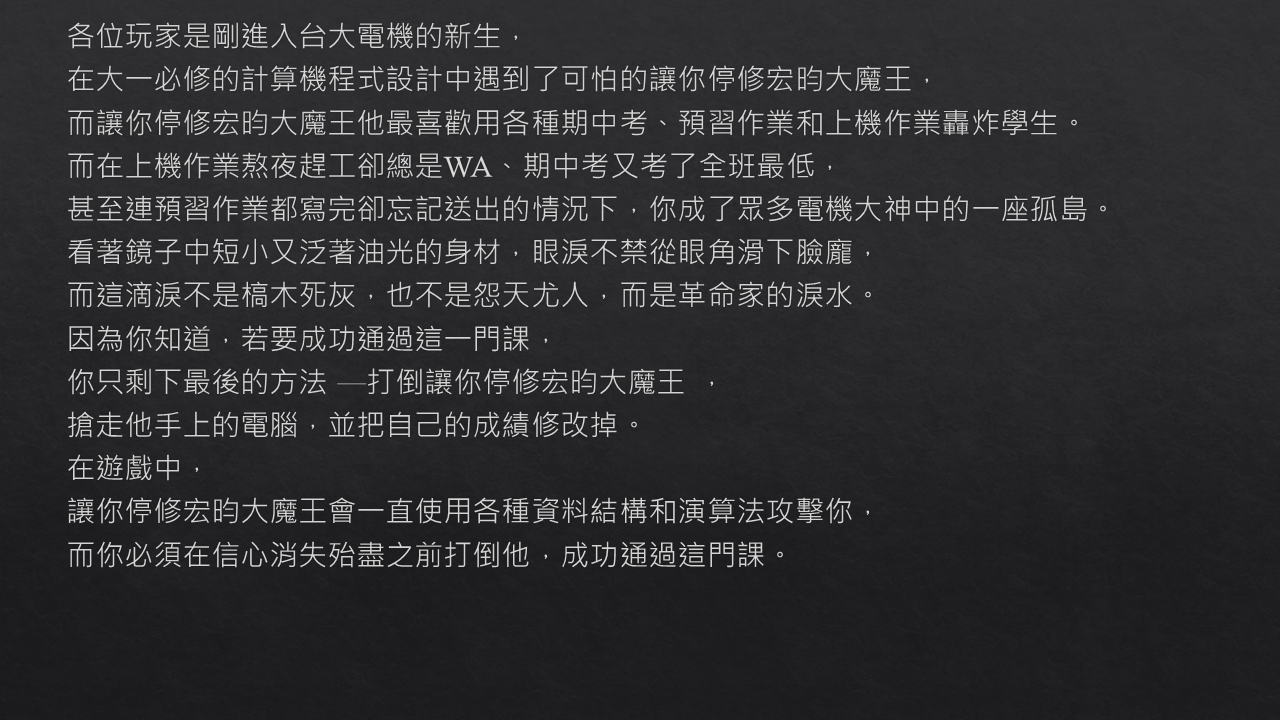 各位玩家是剛進入台大電機的新生，
在大一必修的計算機程式設計中遇到了可怕的讓你停修宏昀大魔王，
而讓你停修宏昀大魔王他最喜歡用各種期中考、預習作業和上機作業轟炸學生。
而在上機作業熬夜趕工卻總是WA、期中考又考了全班最低，
甚至連預習作業都寫完卻忘記送出的情況下，你成了眾多電機大神中的一座孤島。
看著鏡子中短小又泛著油光的身材，眼淚不禁從眼角滑下臉龐，
而這滴淚不是槁木死灰，也不是怨天尤人，而是革命家的淚水。
因為你知道，若要成功通過這一門課，
你只剩下最後的方法 —打倒讓你停修宏昀大魔王 ，
搶走他手上的電腦，並把自己的成績修改掉。
在遊戲中，
讓你停修宏昀大魔王會一直使用各種資料結構和演算法攻擊你，
而你必須在信心消失殆盡之前打倒他，成功通過這門課。